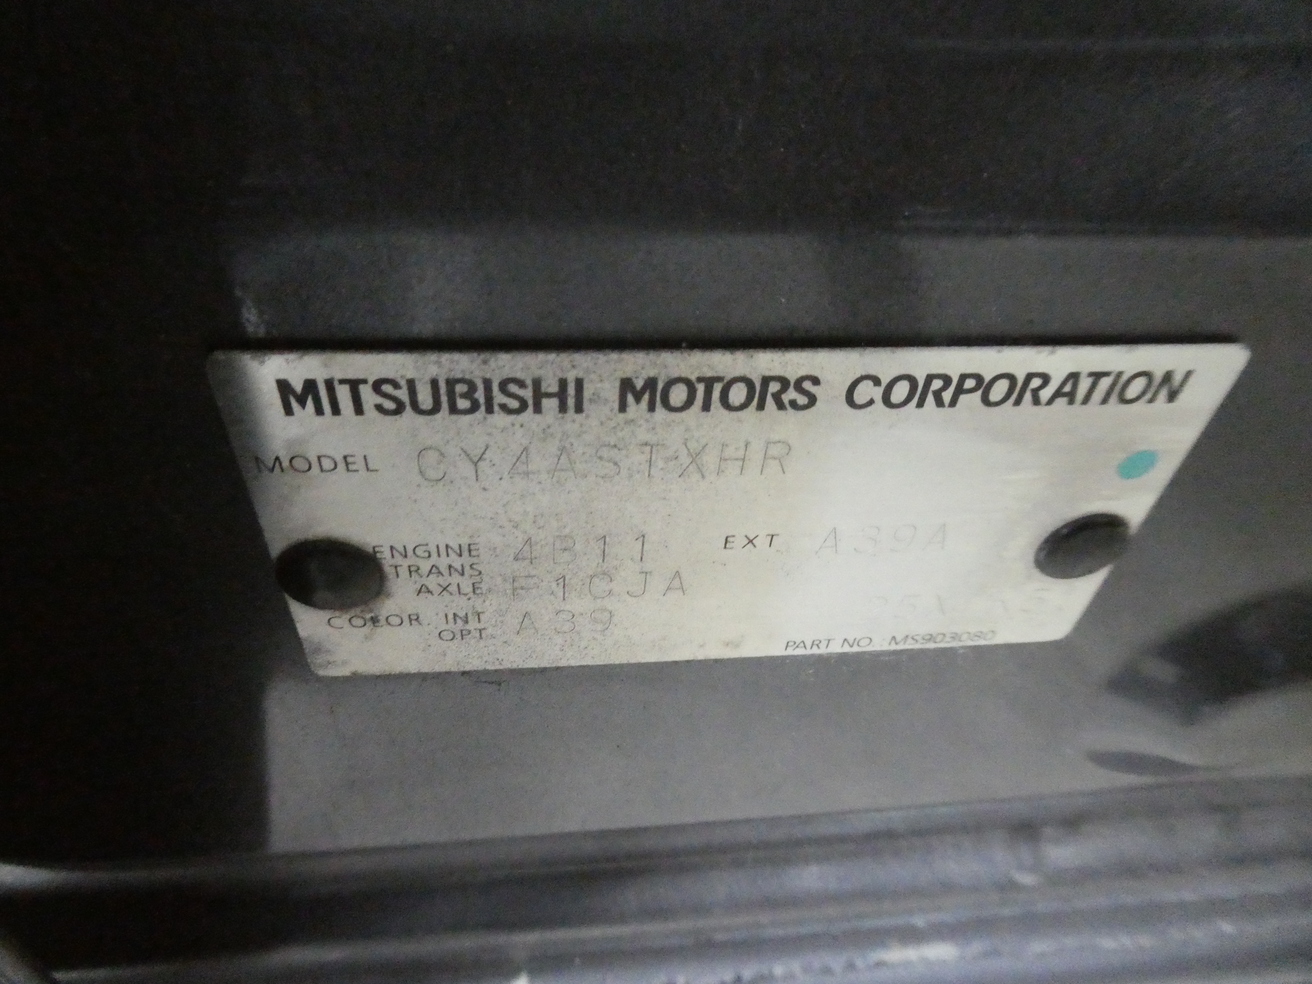 MITSUBISHI MOTORS CORPORATION
MODEL CY4ASTXHR
ENGINE 4B11 EXT A39A
TRANS
AXLE F1CJA
COLOR. INT A39
OPT
PART NO. MS903080